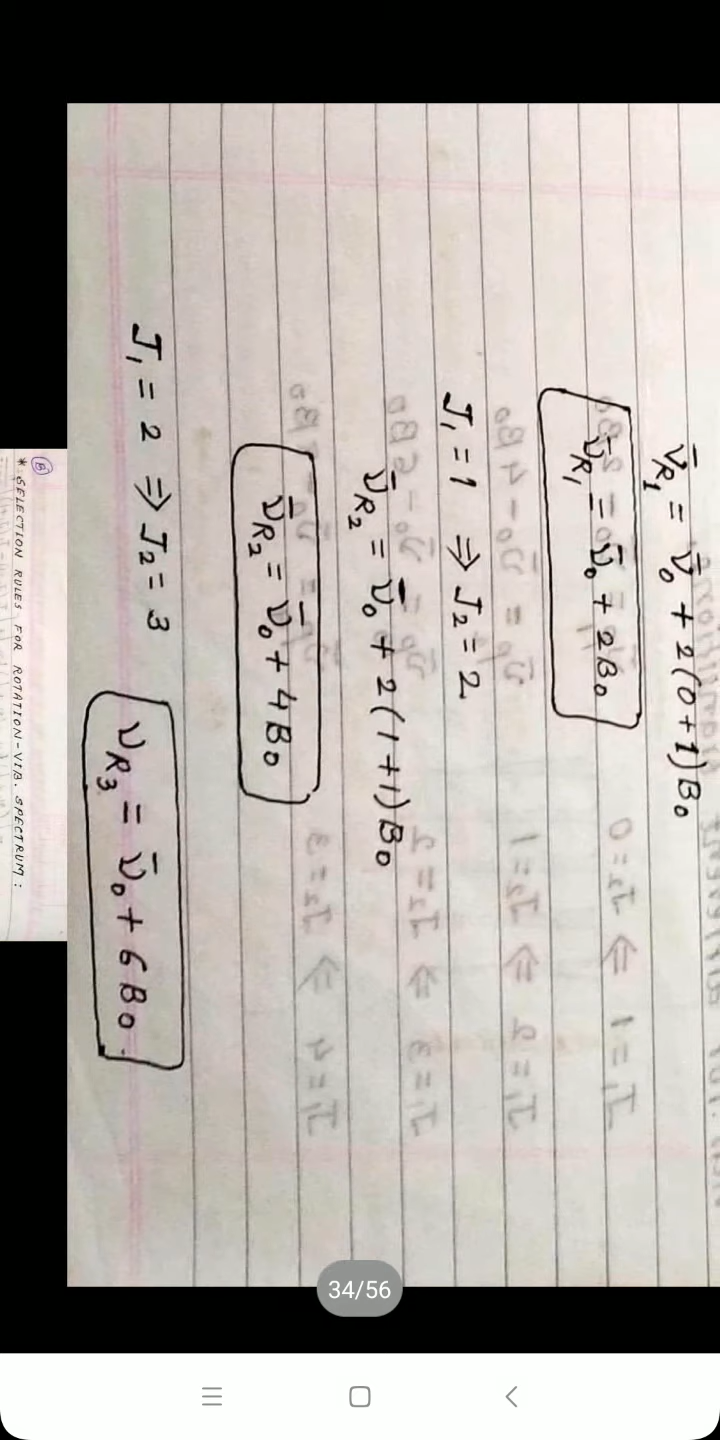 ν̄R₁ = ν̄₀ + 2(0+1)B₀
ν̄R₁ = ν̄₀ + 2B₀
J₁ = 1 ⇒ J₂ = 2
ν̄R₂ = ν̄₀ + 2(1+1)B₀
ν̄R₂ = ν̄₀ + 4B₀
J₁ = 2 ⇒ J₂ = 3
νR₃ = ν̄₀ + 6B₀.
B
* SELECTION RULES FOR ROTATION-VIB. SPECTRUM:
34/56